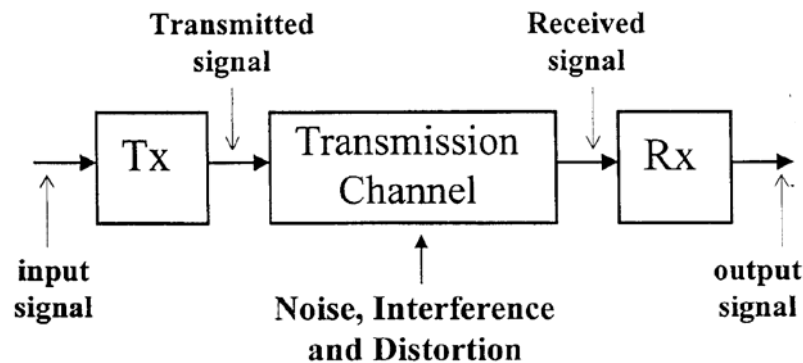 Transmitted
signal
Received
signal
Tx
Transmission
Channel
Rx
input
signal
Noise, Interference
and Distortion
output
signal